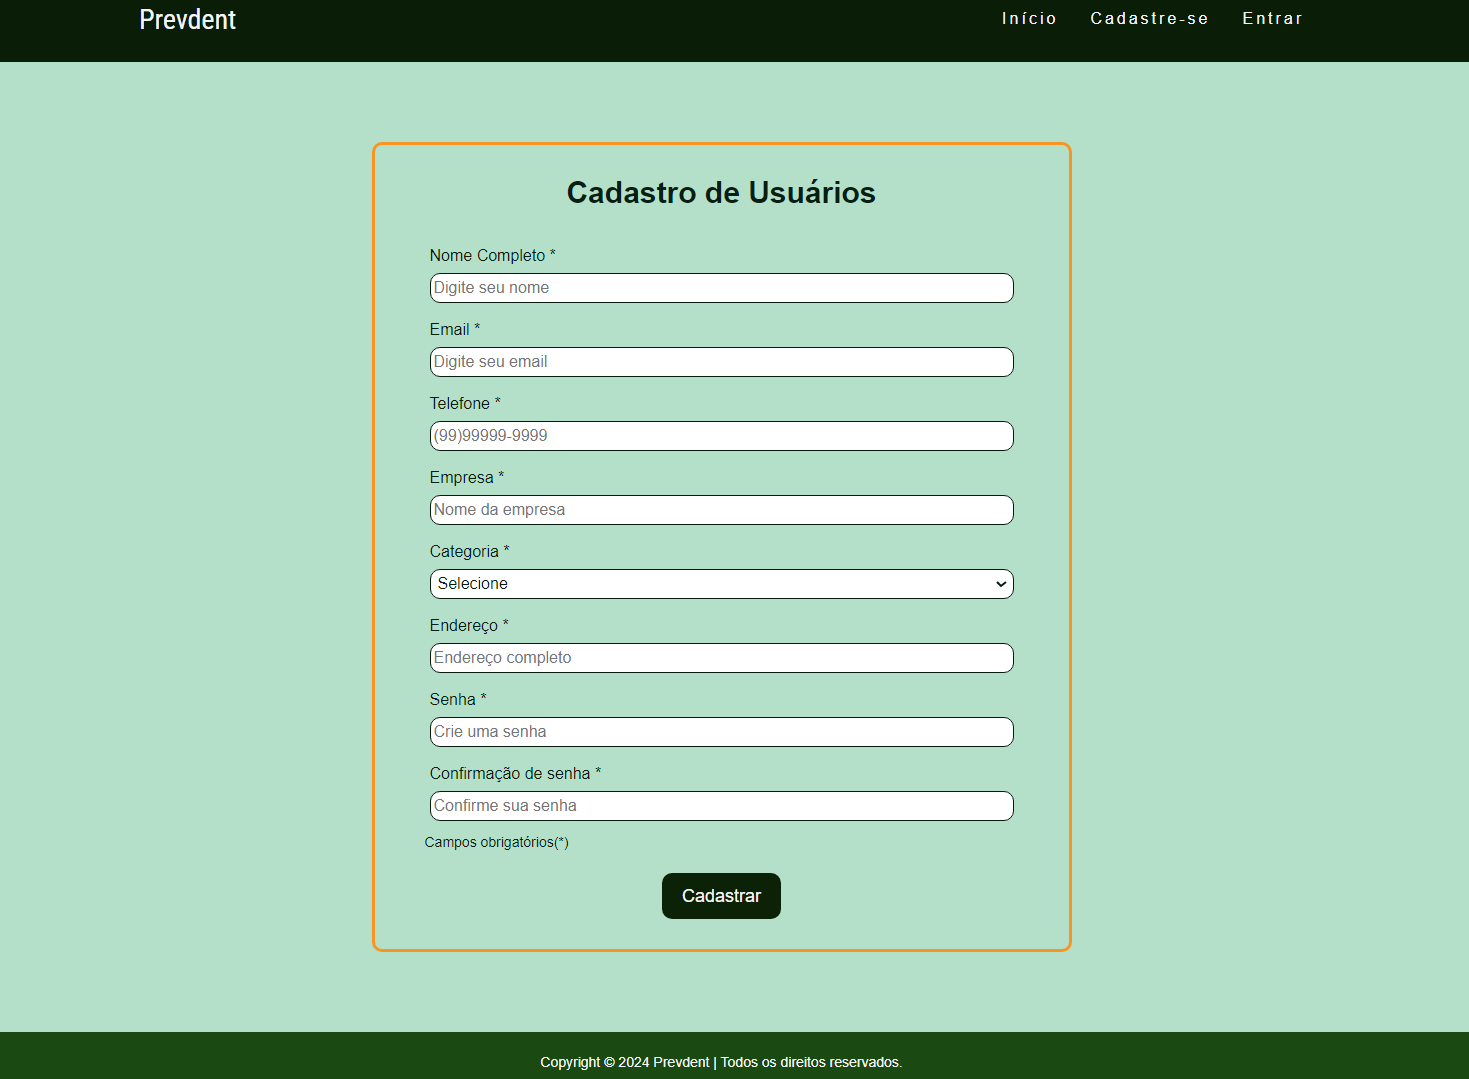 Prevdent
Início Cadastre-se Entrar
Cadastro de Usuários
Nome Completo *
Digite seu nome
Email *
Digite seu email
Telefone *
(99)99999-9999
Empresa *
Nome da empresa
Categoria *
Selecione
Endereço *
Endereço completo
Senha *
Crie uma senha
Confirmação de senha *
Confirme sua senha
Campos obrigatórios(*)
Cadastrar
Copyright © 2024 Prevdent | Todos os direitos reservados.